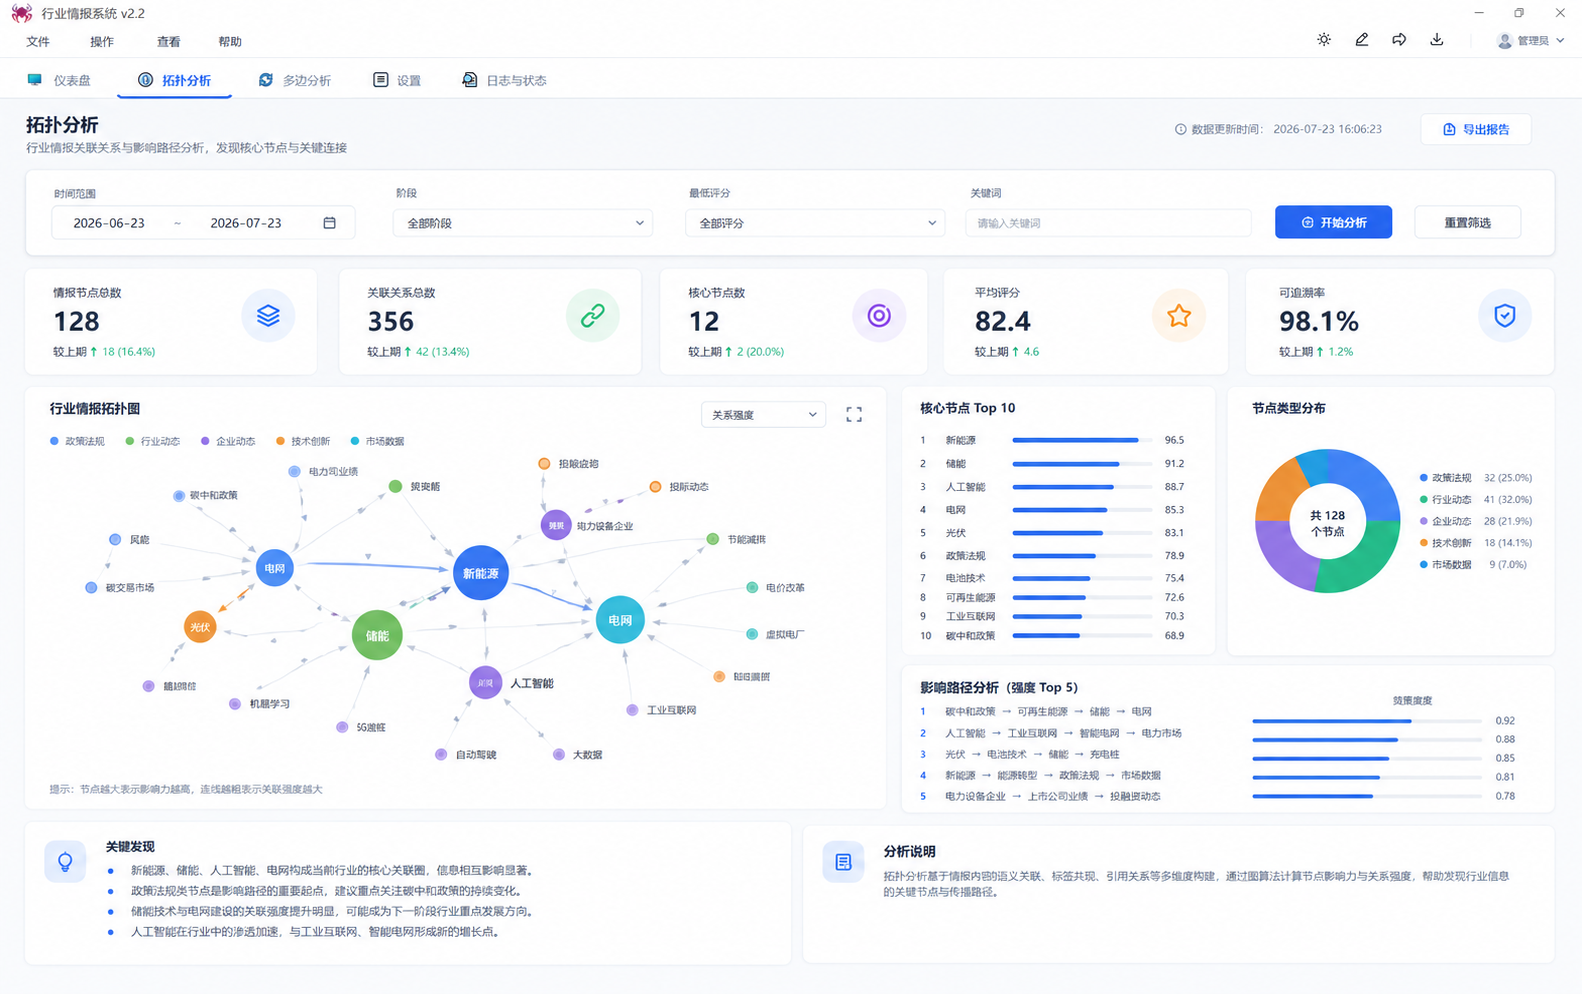 行业情报系统 v2.2
文件 操作 查看 帮助
管理员
仪表盘 拓扑分析 多边分析 设置 日志与状态
拓扑分析
行业情报关联关系与影响路径分析，发现核心节点与关键连接
数据更新时间： 2026-07-23 16:06:23
导出报告
时间范围
2026-06-23 ~ 2026-07-23
阶段
全部阶段
最低评分
全部评分
关键词
请输入关键词
开始分析
重置筛选
情报节点总数
128
较上期 ↑ 18 (16.4%)
关联关系总数
356
较上期 ↑ 42 (13.4%)
核心节点数
12
较上期 ↑ 2 (20.0%)
平均评分
82.4
较上期 ↑ 4.6
可追溯率
98.1%
较上期 ↑ 1.2%
行业情报拓扑图
关系强度
政策法规 行业动态 企业动态 技术创新 市场数据
电力司业绩
碳中和政策
电力设备企业
风能
碳交易市场
电网
新能源
电价改革
光伏
储能
电网
虚拟电厂
人工智能
机器学习
工业互联网
自动驾驶
大数据
提示：节点越大表示影响力越高，连线越粗表示关联强度越大
核心节点 Top 10
1 新能源 96.5
2 储能 91.2
3 人工智能 88.7
4 电网 85.3
5 光伏 83.1
6 政策法规 78.9
7 电池技术 75.4
8 可再生能源 72.6
9 工业互联网 70.3
10 碳中和政策 68.9
节点类型分布
共 128
个节点
政策法规 32 (25.0%)
行业动态 41 (32.0%)
企业动态 28 (21.9%)
技术创新 18 (14.1%)
市场数据 9 (7.0%)
影响路径分析（强度 Top 5）
1 碳中和政策 → 可再生能源 → 储能 → 电网 0.92
2 人工智能 → 工业互联网 → 智能电网 → 电力市场 0.88
3 光伏 → 电池技术 → 储能 → 充电桩 0.85
4 新能源 → 能源转型 → 政策法规 → 市场数据 0.81
5 电力设备企业 → 上市公司业绩 → 投融资动态 0.78
关键发现
新能源、储能、人工智能、电网构成当前行业的核心关联圈，信息相互影响显著。
政策法规类节点是影响路径的重要起点，建议重点关注碳中和政策的持续变化。
储能技术与电网建设的关联强度提升明显，可能成为下一阶段行业重点发展方向。
人工智能在行业中的渗透加速，与工业互联网、智能电网形成新的增长点。
分析说明
拓扑分析基于情报内容的语义关联、标签共现、引用关系等多维度构建，通过图算法计算节点影响力与关系强度，帮助发现行业信息
的关键节点与传播路径。